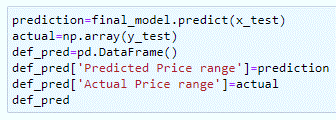 prediction=final_model.predict(x_test)
actual=np.array(y_test)
def_pred=pd.DataFrame()
def_pred['Predicted Price range']=prediction
def_pred['Actual Price range']=actual
def_pred